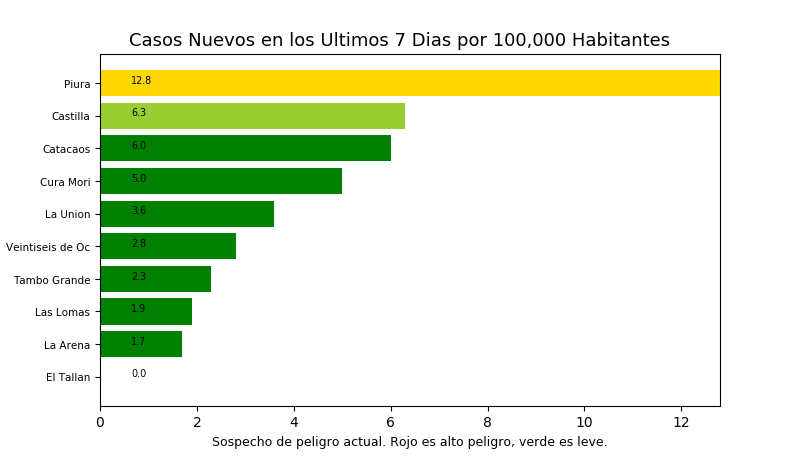 Casos Nuevos en los Ultimos 7 Dias por 100,000 Habitantes
Piura 12.8
Castilla 6.3
Catacaos 6.0
Cura Mori 5.0
La Union 3.6
Veintiseis de Oc 2.8
Tambo Grande 2.3
Las Lomas 1.9
La Arena 1.7
El Tallan 0.0
0 2 4 6 8 10 12
Sospecho de peligro actual. Rojo es alto peligro, verde es leve.